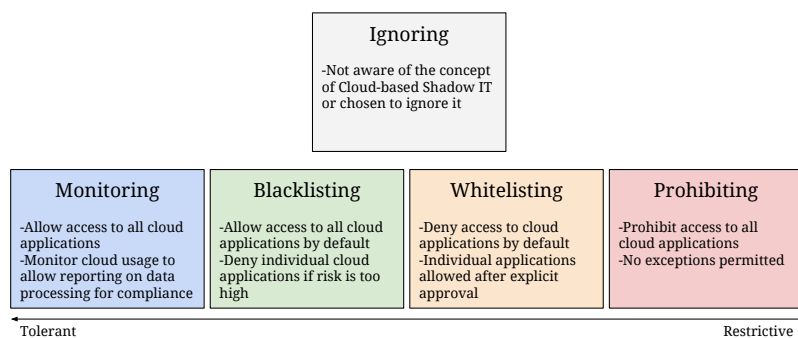 Ignoring
-Not aware of the concept
of Cloud-based Shadow IT
or chosen to ignore it
Monitoring
-Allow access to all cloud
applications
-Monitor cloud usage to
allow reporting on data
processing for compliance
Blacklisting
-Allow access to all cloud
applications by default
-Deny individual cloud
applications if risk is too
high
Whitelisting
-Deny access to cloud
applications by default
-Individual applications
allowed after explicit
approval
Prohibiting
-Prohibit access to all
cloud applications
-No exceptions permitted
Tolerant
Restrictive